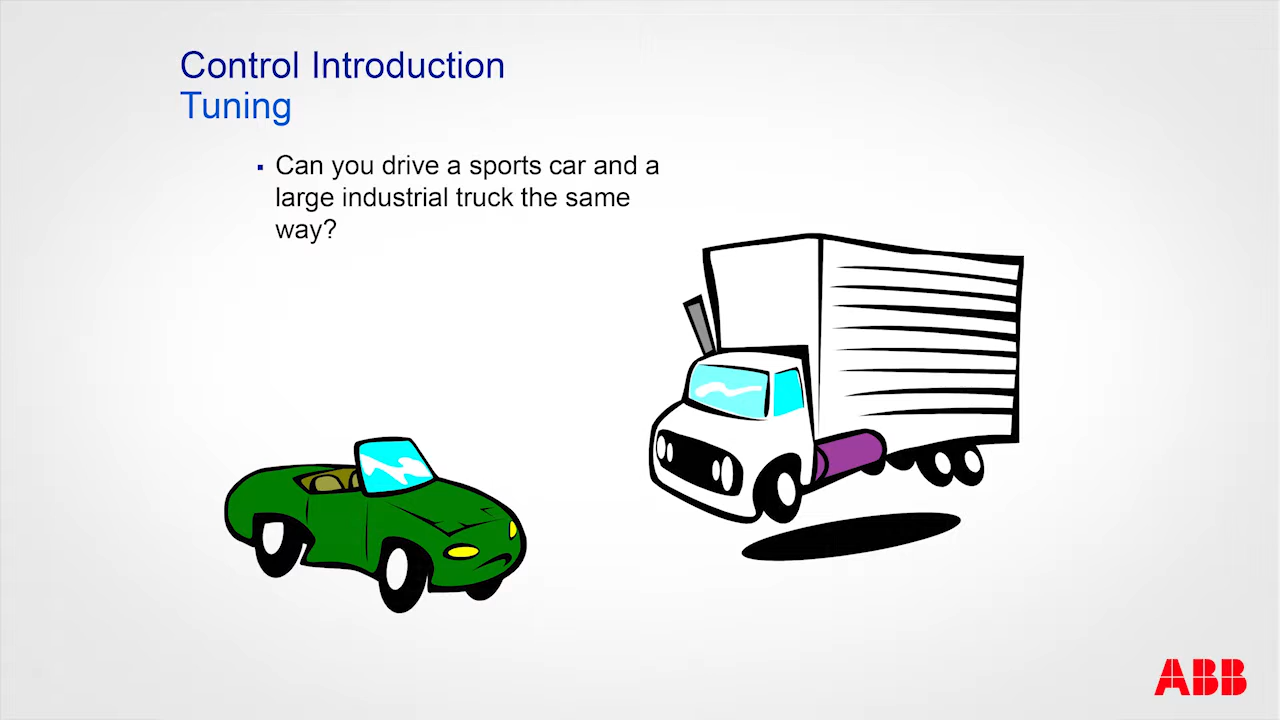 Control Introduction
Tuning
▪ Can you drive a sports car and a
large industrial truck the same
way?
ABB